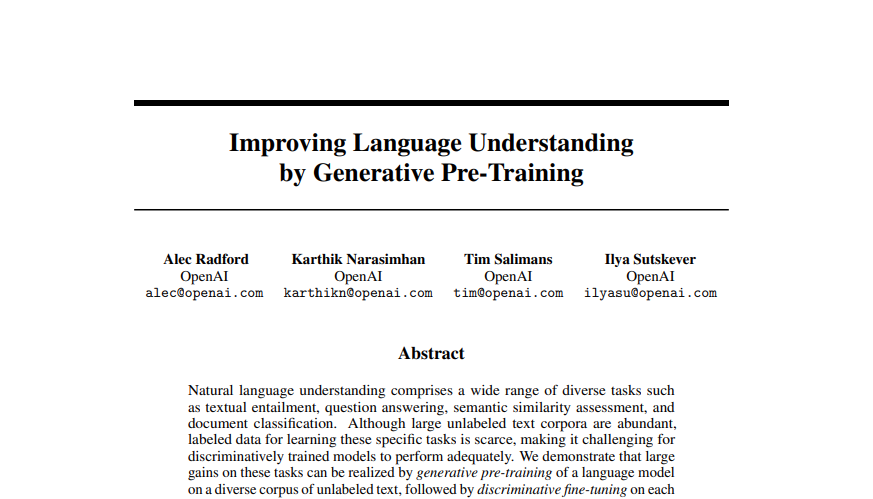 Improving Language Understanding
by Generative Pre-Training
Alec Radford Karthik Narasimhan Tim Salimans Ilya Sutskever
OpenAI OpenAI OpenAI OpenAI
alec@openai.com karthikn@openai.com tim@openai.com ilyasu@openai.com
Abstract
Natural language understanding comprises a wide range of diverse tasks such
as textual entailment, question answering, semantic similarity assessment, and
document classification. Although large unlabeled text corpora are abundant,
labeled data for learning these specific tasks is scarce, making it challenging for
discriminatively trained models to perform adequately. We demonstrate that large
gains on these tasks can be realized by generative pre-training of a language model
on a diverse corpus of unlabeled text, followed by discriminative fine-tuning on each